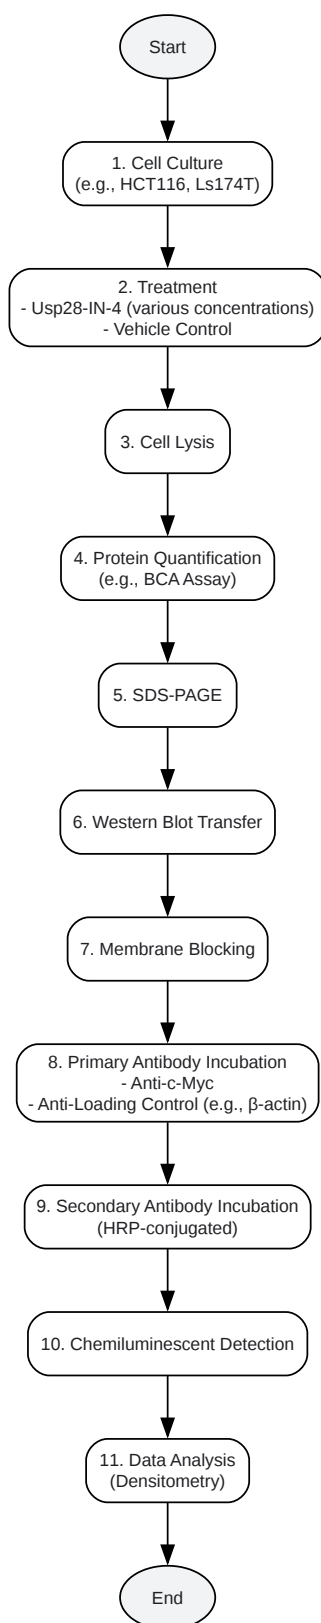 Start
1. Cell Culture
(e.g., HCT116, Ls174T)
2. Treatment
- Usp28-IN-4 (various concentrations)
- Vehicle Control
3. Cell Lysis
4. Protein Quantification
(e.g., BCA Assay)
5. SDS-PAGE
6. Western Blot Transfer
7. Membrane Blocking
8. Primary Antibody Incubation
- Anti-c-Myc
- Anti-Loading Control (e.g., β-actin)
9. Secondary Antibody Incubation
(HRP-conjugated)
10. Chemiluminescent Detection
11. Data Analysis
(Densitometry)
End